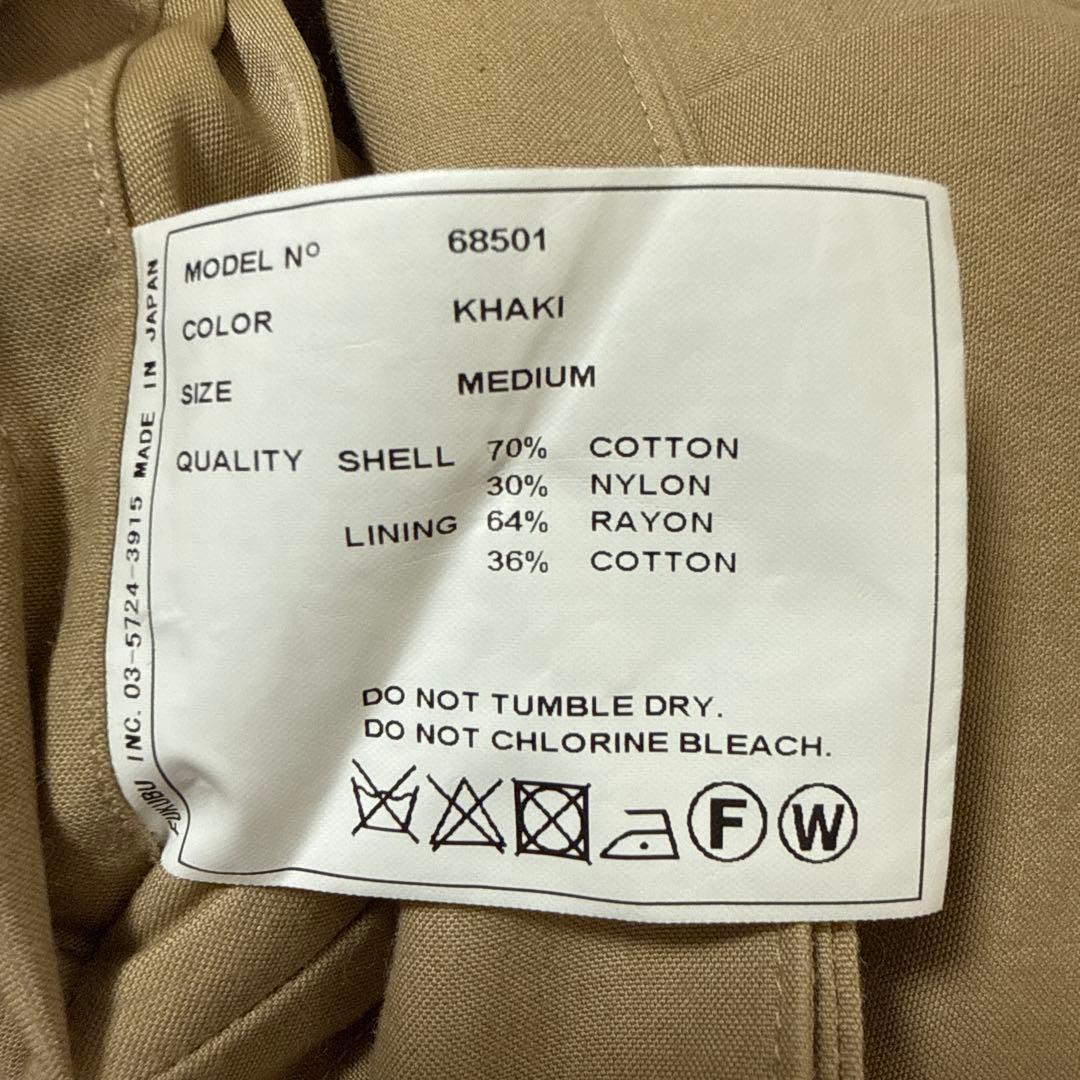 MODEL Nº 68501
COLOR KHAKI
SIZE MEDIUM
QUALITY SHELL 70% COTTON
30% NYLON
LINING 64% RAYON
36% COTTON
DO NOT TUMBLE DRY.
DO NOT CHLORINE BLEACH.
F W
FUKUBU INC. 03-5724-3915 MADE IN JAPAN